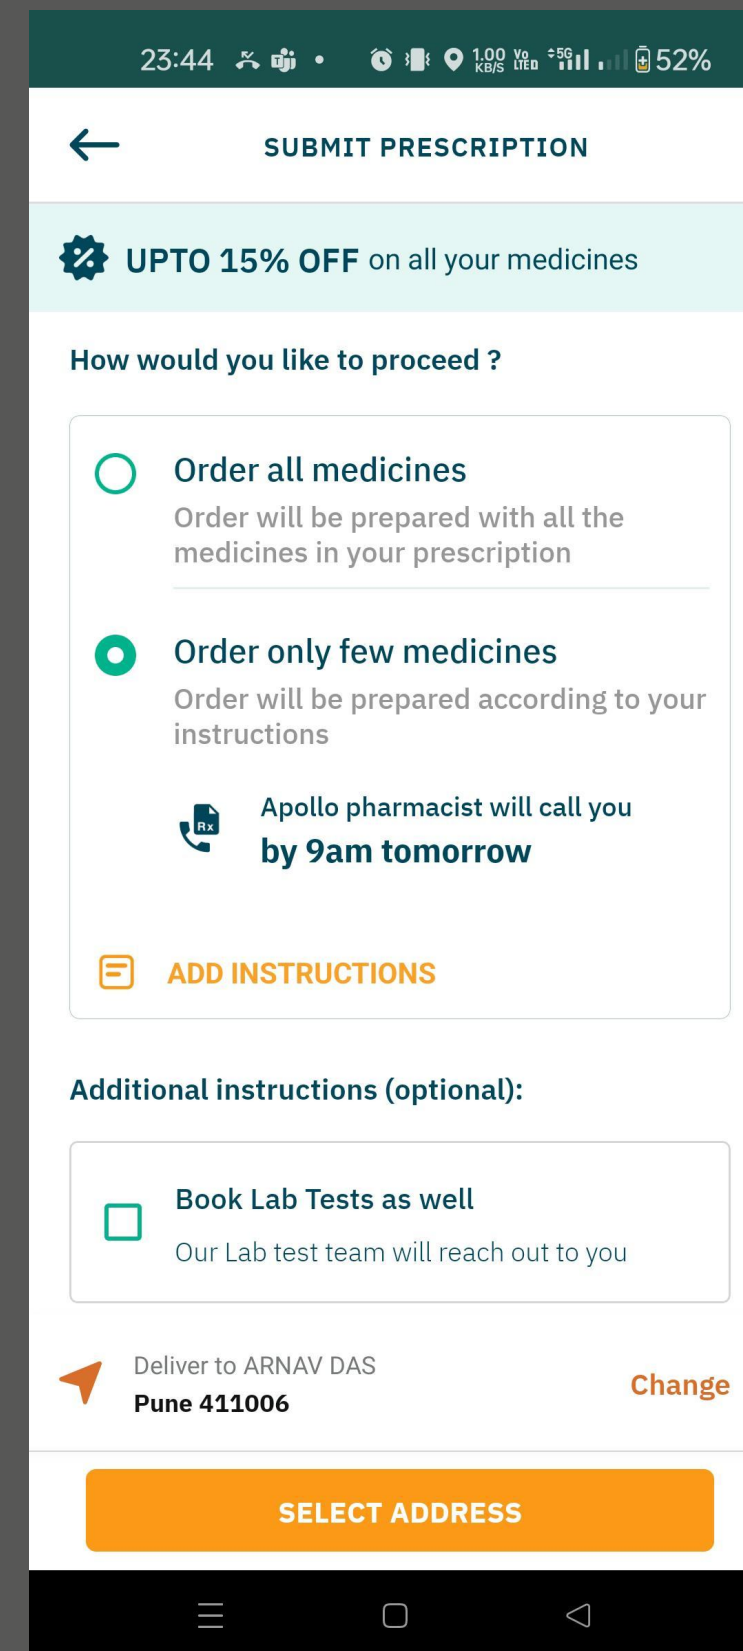 23:44 1.00 KB/S Vo LTED 5G 52%
SUBMIT PRESCRIPTION
UPTO 15% OFF on all your medicines
How would you like to proceed ?
Order all medicines
Order will be prepared with all the
medicines in your prescription
Order only few medicines
Order will be prepared according to your
instructions
Rx
Apollo pharmacist will call you
by 9am tomorrow
ADD INSTRUCTIONS
Additional instructions (optional):
Book Lab Tests as well
Our Lab test team will reach out to you
Deliver to ARNAV DAS
Pune 411006
Change
SELECT ADDRESS